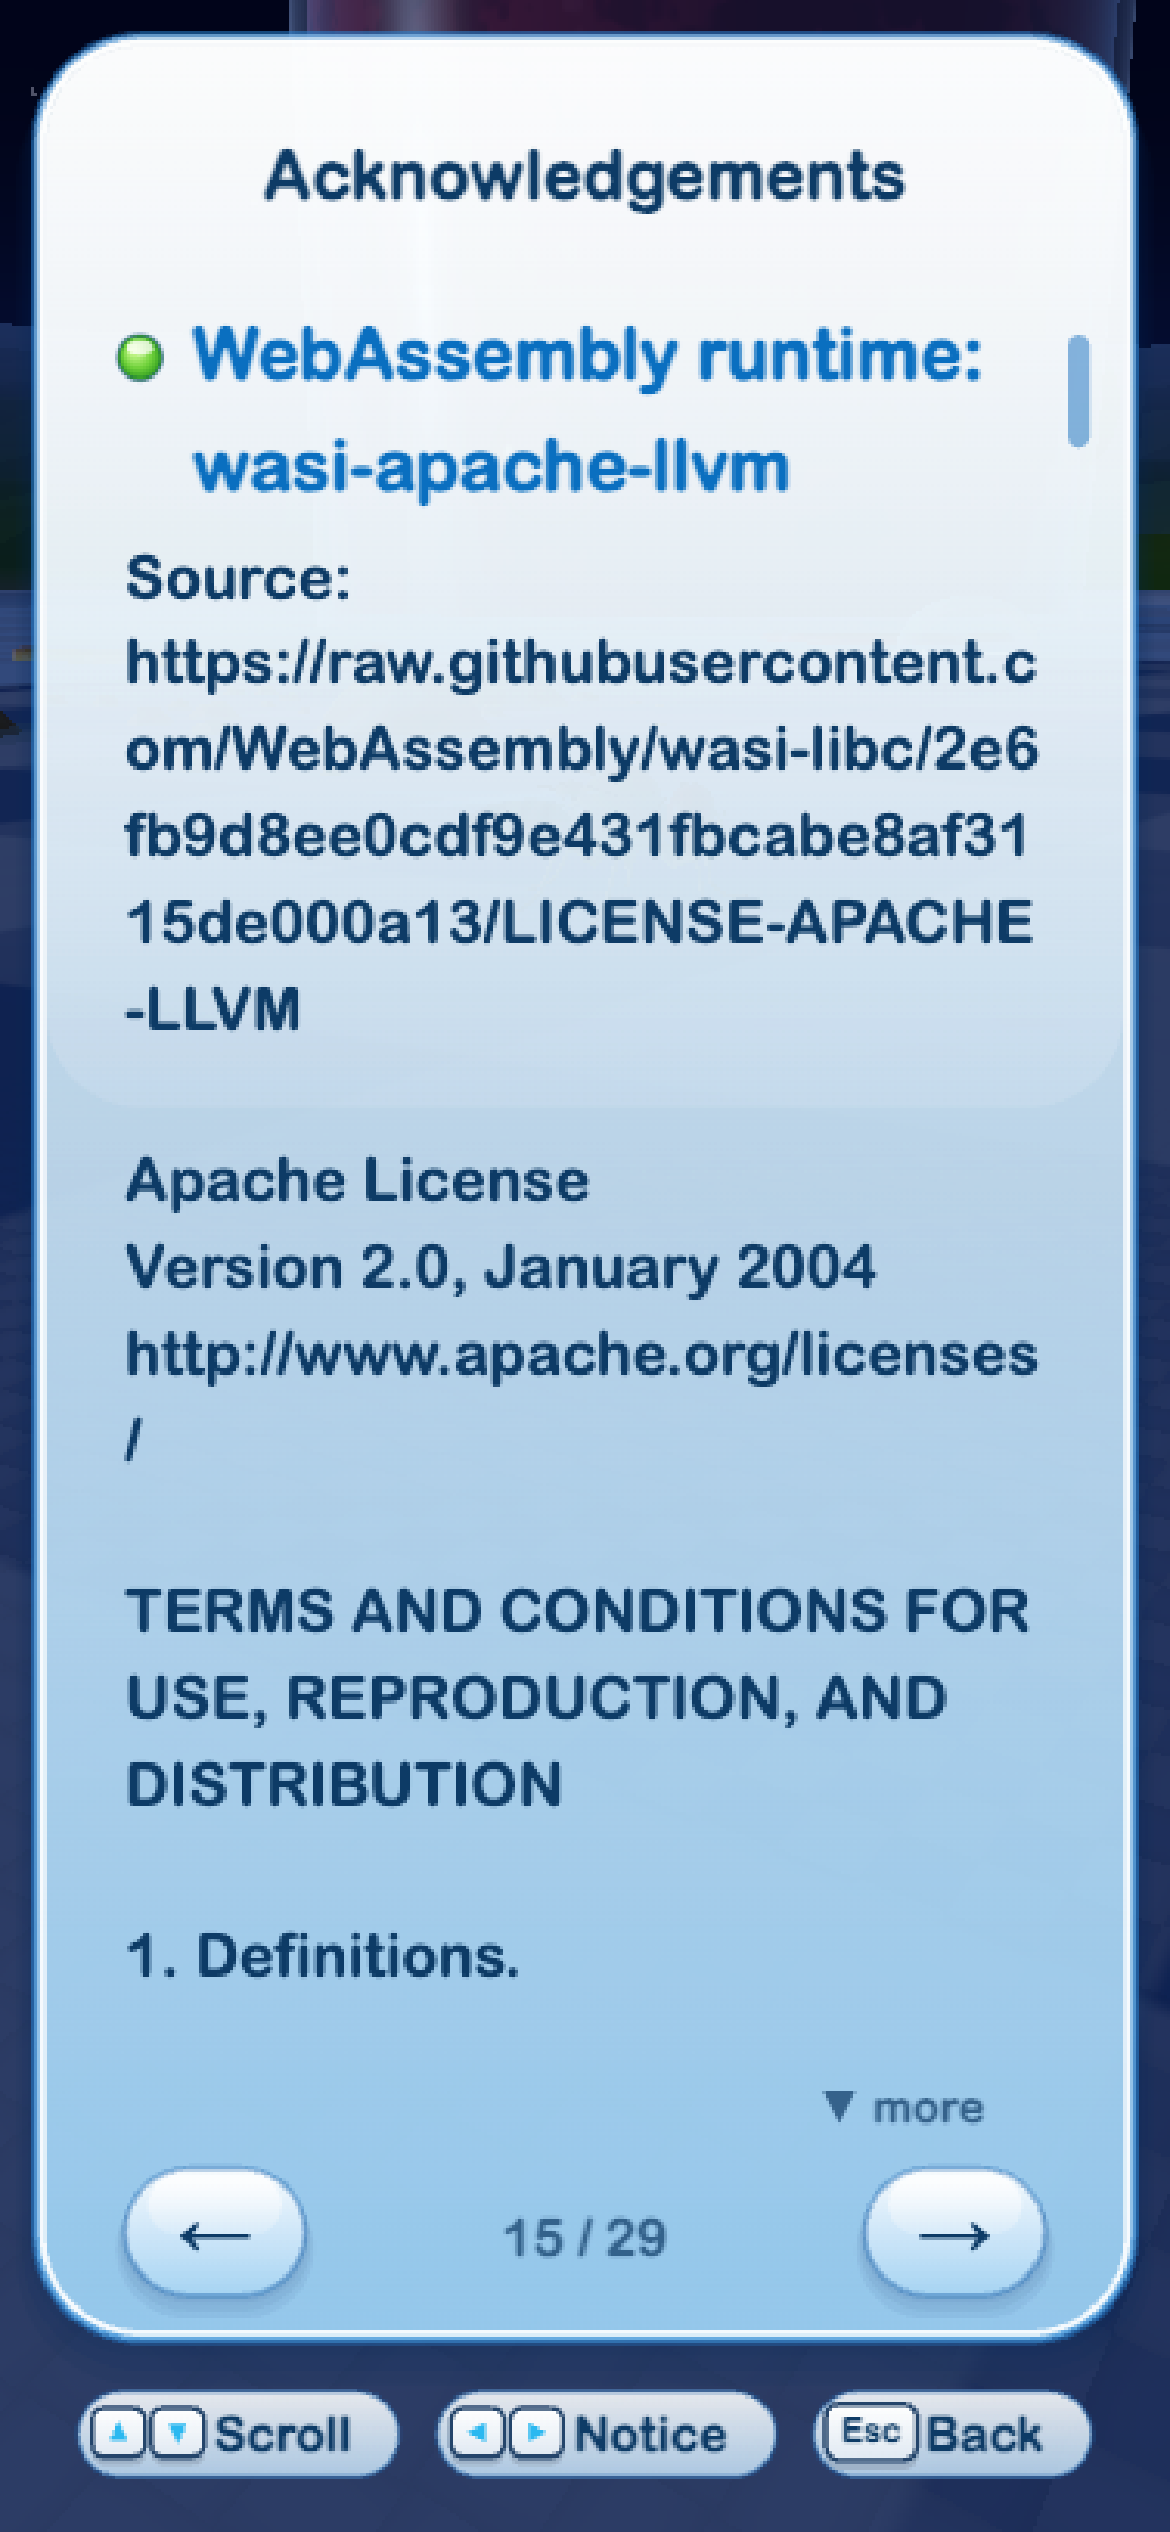 Acknowledgements
WebAssembly runtime:
wasi-apache-llvm
Source:
https://raw.githubusercontent.c
om/WebAssembly/wasi-libc/2e6
fb9d8ee0cdf9e431fbcabe8af31
15de000a13/LICENSE-APACHE
-LLVM
Apache License
Version 2.0, January 2004
http://www.apache.org/licenses
/
TERMS AND CONDITIONS FOR
USE, REPRODUCTION, AND
DISTRIBUTION
1. Definitions.
▼ more
← 15 / 29 →
▲ ▼ Scroll ◀ ▶ Notice Esc Back